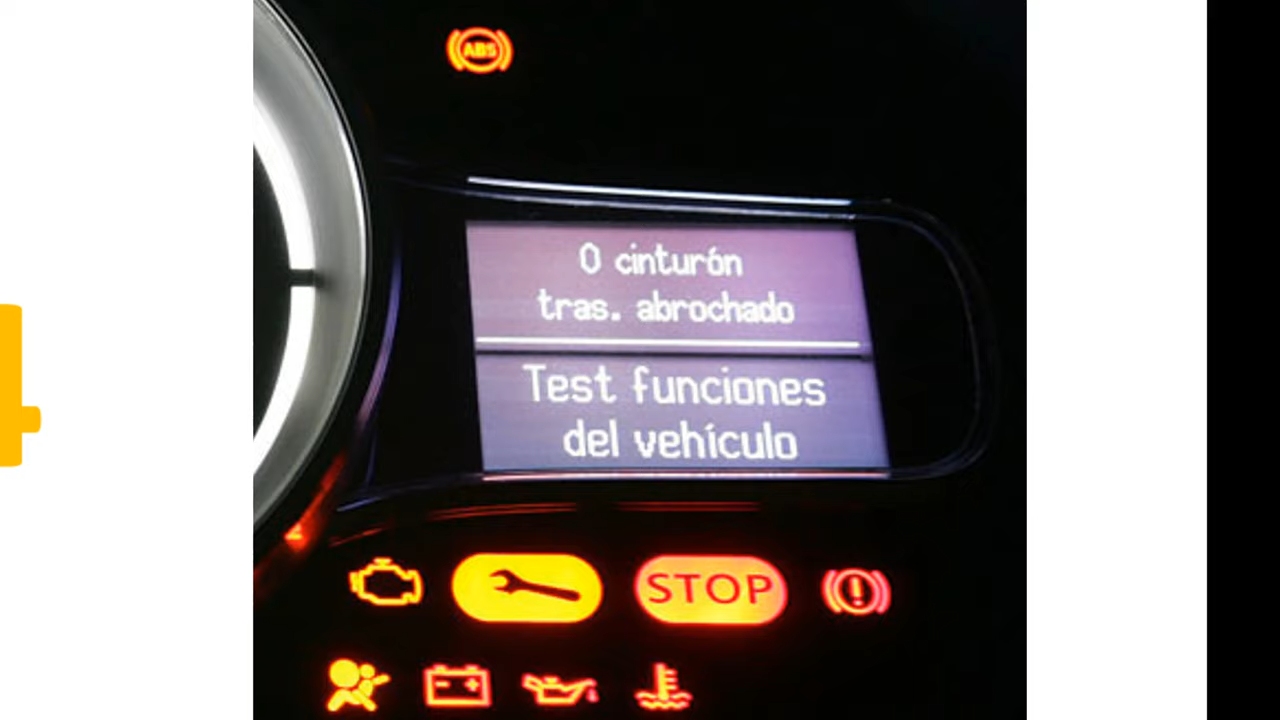 ABS
0 cinturón
tras. abrochado
Test funciones
del vehículo
STOP